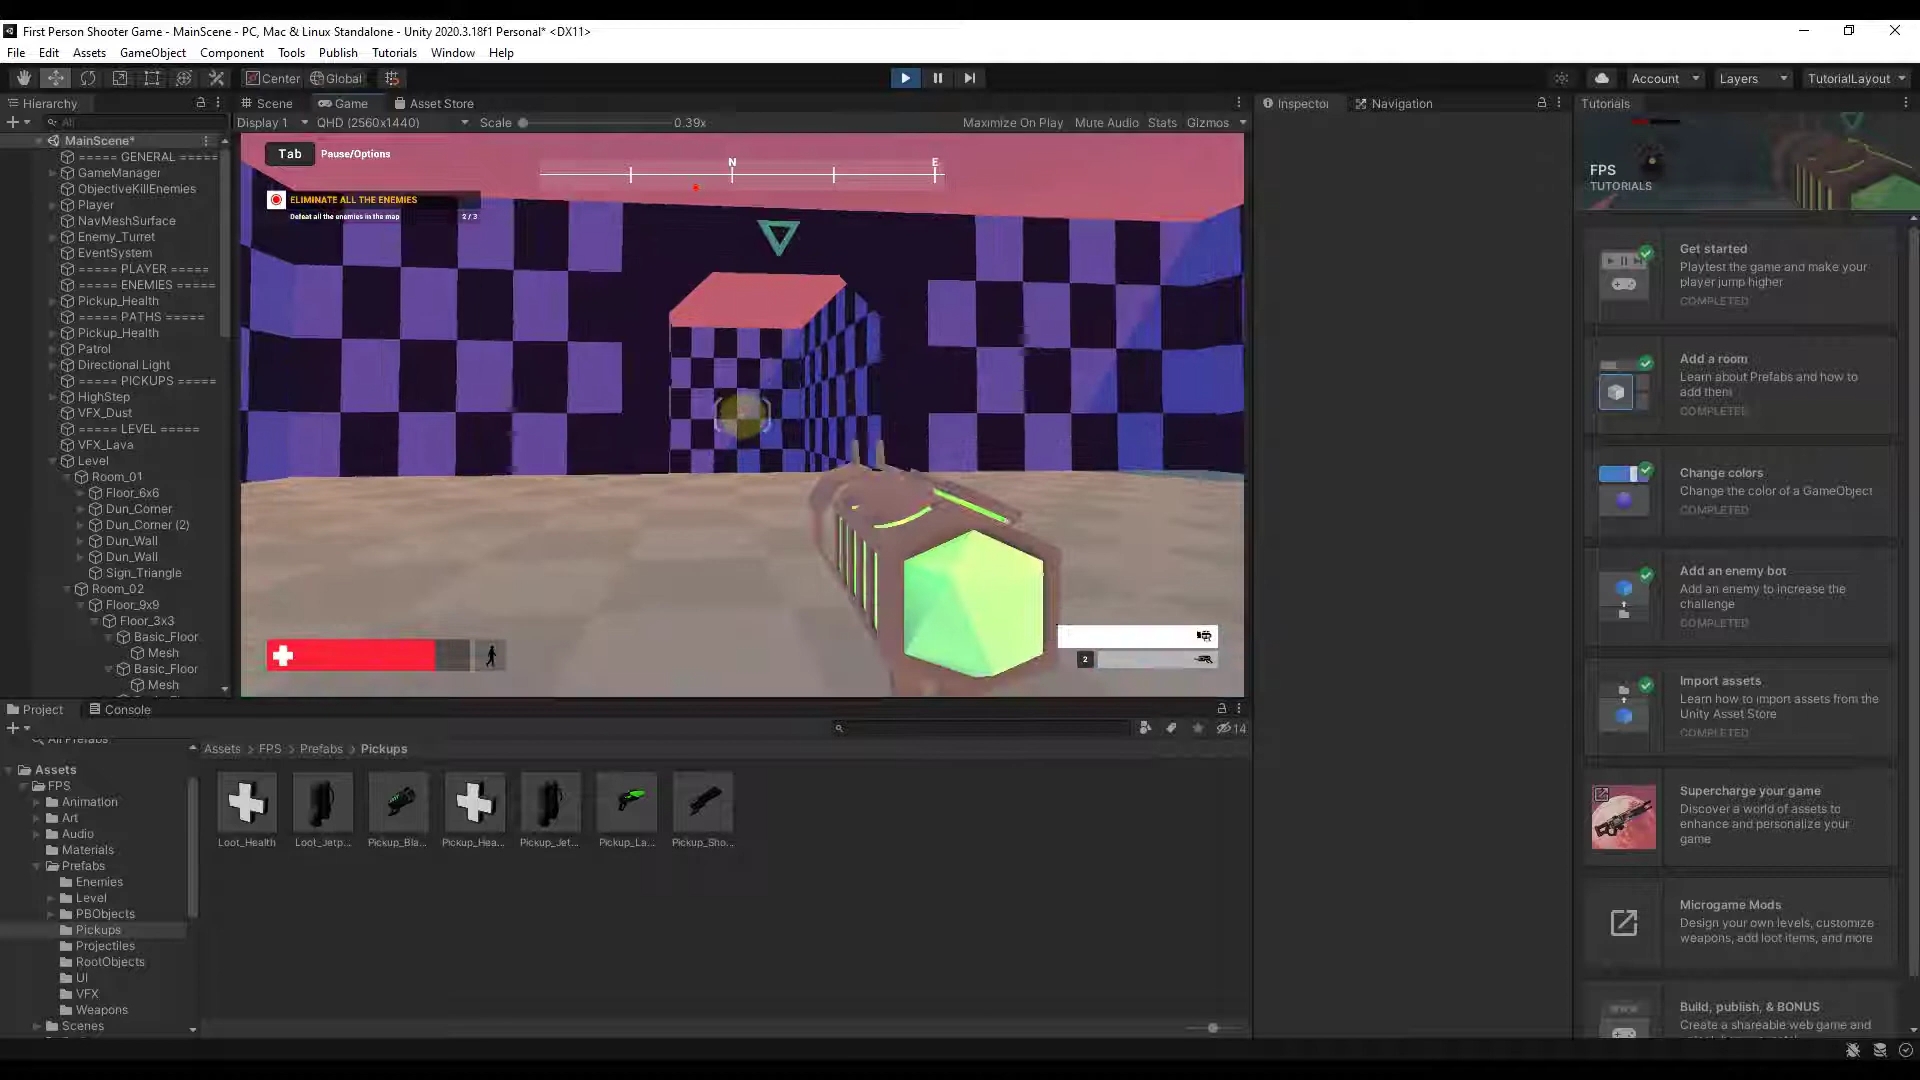 First Person Shooter Game - MainScene - PC, Mac & Linux Standalone - Unity 2020.3.18f1 Personal* <DX11>
File Edit Assets GameObject Component Tools Publish Tutorials Window Help
Center Global
Account Layers TutorialLayout
Hierarchy
Scene Game Asset Store
Inspector Navigation
Tutorials
All
Display 1 QHD (2560x1440) Scale 0.39x Maximize On Play Mute Audio Stats Gizmos
MainScene*
===== GENERAL =====
GameManager
ObjectiveKillEnemies
Player
NavMeshSurface
Enemy_Turret
EventSystem
===== PLAYER =====
===== ENEMIES =====
Pickup_Health
===== PATHS =====
Pickup_Health
Patrol
Directional Light
===== PICKUPS =====
HighStep
VFX_Dust
===== LEVEL =====
VFX_Lava
Level
Room_01
Floor_6x6
Dun_Corner
Dun_Corner (2)
Dun_Wall
Dun_Wall
Sign_Triangle
Room_02
Floor_9x9
Floor_3x3
Basic_Floor
Mesh
Basic_Floor
Mesh
Tab Pause/Options
N E
ELIMINATE ALL THE ENEMIES
Defeat all the enemies in the map 2 / 3
2
FPS
TUTORIALS
Get started
Playtest the game and make your
player jump higher
COMPLETED
Add a room
Learn about Prefabs and how to
add them
COMPLETED
Change colors
Change the color of a GameObject
COMPLETED
Add an enemy bot
Add an enemy to increase the
challenge
COMPLETED
Import assets
Learn how to import assets from the
Unity Asset Store
COMPLETED
Supercharge your game
Discover a world of assets to
enhance and personalize your
game
Microgame Mods
Design your own levels, customize
weapons, add loot items, and more
Build, publish, & BONUS
Create a shareable web game and
Project Console
14
All Prefabs
Assets
FPS
Animation
Art
Audio
Materials
Prefabs
Enemies
Level
PBObjects
Pickups
Projectiles
RootObjects
UI
VFX
Weapons
Scenes
Assets > FPS > Prefabs > Pickups
Loot_Health Loot_Jetp... Pickup_Bla... Pickup_Hea... Pickup_Jet... Pickup_La... Pickup_Sho...